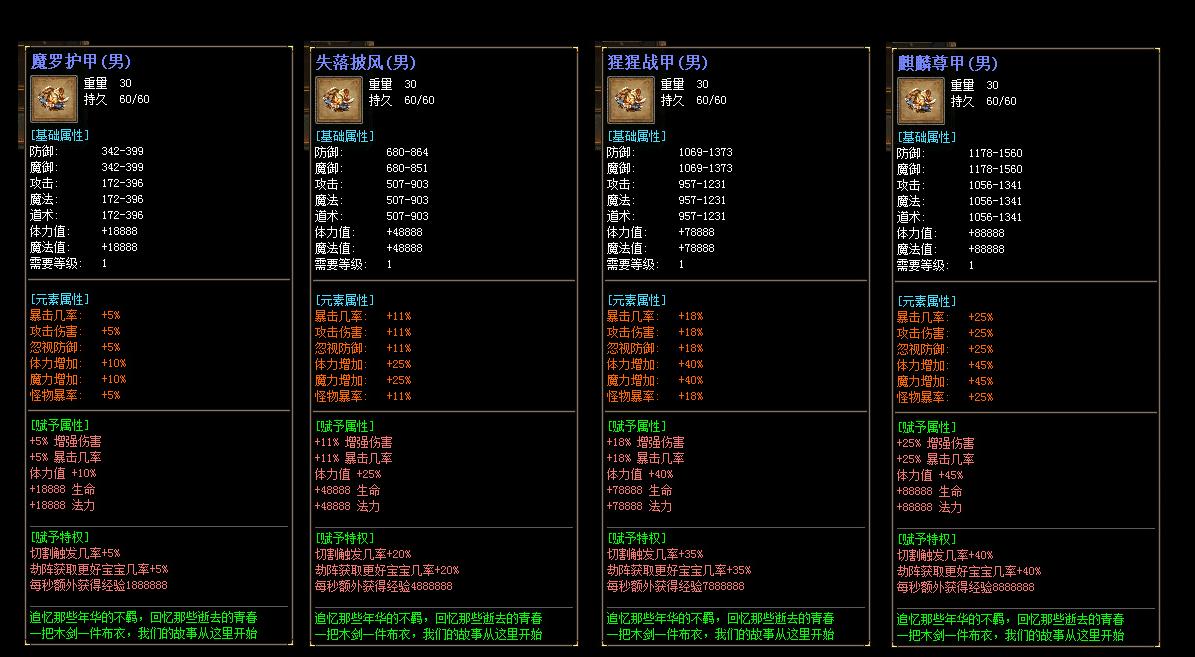 魔罗护甲(男)
重量 30
持久 60/60
[基础属性]
防御: 342-399
魔御: 342-399
攻击: 172-396
魔法: 172-396
道术: 172-396
体力值: +18888
魔法值: +18888
需要等级: 1
[元素属性]
暴击几率: +5%
攻击伤害: +5%
忽视防御: +5%
体力增加: +10%
魔力增加: +10%
怪物暴率: +5%
[赋予属性]
+5% 增强伤害
+5% 暴击几率
体力值 +10%
+18888 生命
+18888 法力
[赋予特权]
切割触发几率+5%
劫阵获取更好宝宝几率+5%
每秒额外获得经验1888888
追忆那些年华的不羁，回忆那些逝去的青春
一把木剑一件布衣，我们的故事从这里开始
失落披风(男)
重量 30
持久 60/60
[基础属性]
防御: 680-864
魔御: 680-851
攻击: 507-903
魔法: 507-903
道术: 507-903
体力值: +48888
魔法值: +48888
需要等级: 1
[元素属性]
暴击几率: +11%
攻击伤害: +11%
忽视防御: +11%
体力增加: +25%
魔力增加: +25%
怪物暴率: +11%
[赋予属性]
+11% 增强伤害
+11% 暴击几率
体力值 +25%
+48888 生命
+48888 法力
[赋予特权]
切割触发几率+20%
劫阵获取更好宝宝几率+20%
每秒额外获得经验4888888
追忆那些年华的不羁，回忆那些逝去的青春
一把木剑一件布衣，我们的故事从这里开始
猩猩战甲(男)
重量 30
持久 60/60
[基础属性]
防御: 1069-1373
魔御: 1069-1373
攻击: 957-1231
魔法: 957-1231
道术: 957-1231
体力值: +78888
魔法值: +78888
需要等级: 1
[元素属性]
暴击几率: +18%
攻击伤害: +18%
忽视防御: +18%
体力增加: +40%
魔力增加: +40%
怪物暴率: +18%
[赋予属性]
+18% 增强伤害
+18% 暴击几率
体力值 +40%
+78888 生命
+78888 法力
[赋予特权]
切割触发几率+35%
劫阵获取更好宝宝几率+35%
每秒额外获得经验7888888
追忆那些年华的不羁，回忆那些逝去的青春
一把木剑一件布衣，我们的故事从这里开始
麒麟尊甲(男)
重量 30
持久 60/60
[基础属性]
防御: 1178-1560
魔御: 1178-1560
攻击: 1056-1341
魔法: 1056-1341
道术: 1056-1341
体力值: +88888
魔法值: +88888
需要等级: 1
[元素属性]
暴击几率: +25%
攻击伤害: +25%
忽视防御: +25%
体力增加: +45%
魔力增加: +45%
怪物暴率: +25%
[赋予属性]
+25% 增强伤害
+25% 暴击几率
体力值 +45%
+88888 生命
+88888 法力
[赋予特权]
切割触发几率+40%
劫阵获取更好宝宝几率+40%
每秒额外获得经验8888888
追忆那些年华的不羁，回忆那些逝去的青春
一把木剑一件布衣，我们的故事从这里开始